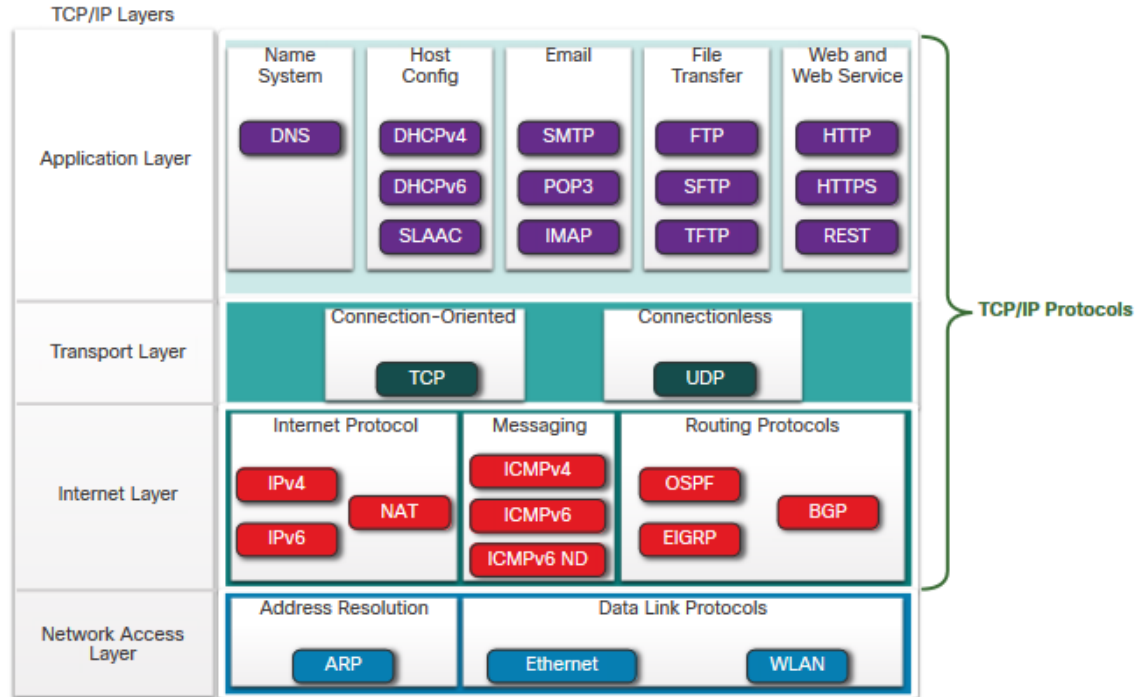 TCP/IP Layers
Name
System
Host
Config
Email
File
Transfer
Web and
Web Service
DNS
DHCPv4
SMTP
FTP
HTTP
Application Layer
DHCPv6
POP3
SFTP
HTTPS
SLAAC
IMAP
TFTP
REST
TCP/IP Protocols
Connection-Oriented
Connectionless
Transport Layer
TCP
UDP
Internet Protocol
Messaging
Routing Protocols
ICMPv4
IPv4
OSPF
Internet Layer
NAT
ICMPv6
BGP
IPv6
EIGRP
ICMPv6 ND
Address Resolution
Data Link Protocols
Network Access
Layer
ARP
Ethernet
WLAN